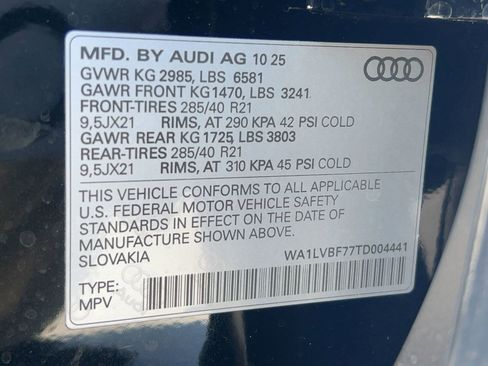 MFD. BY AUDI AG 10 25
GVWR KG 2985, LBS 6581
GAWR FRONT KG1470, LBS 3241
FRONT-TIRES 285/40 R21
9,5JX21 RIMS, AT 290 KPA 42 PSI COLD
GAWR REAR KG 1725, LBS 3803
REAR-TIRES 285/40 R21
9,5JX21 RIMS, AT 310 KPA 45 PSI COLD
THIS VEHICLE CONFORMS TO ALL APPLICABLE
U.S. FEDERAL MOTOR VEHICLE SAFETY
STANDARDS IN EFFECT ON THE DATE OF
MANUFACTURE SHOWN ABOVE.
SLOVAKIA WA1LVBF77TD004441
TYPE:
MPV